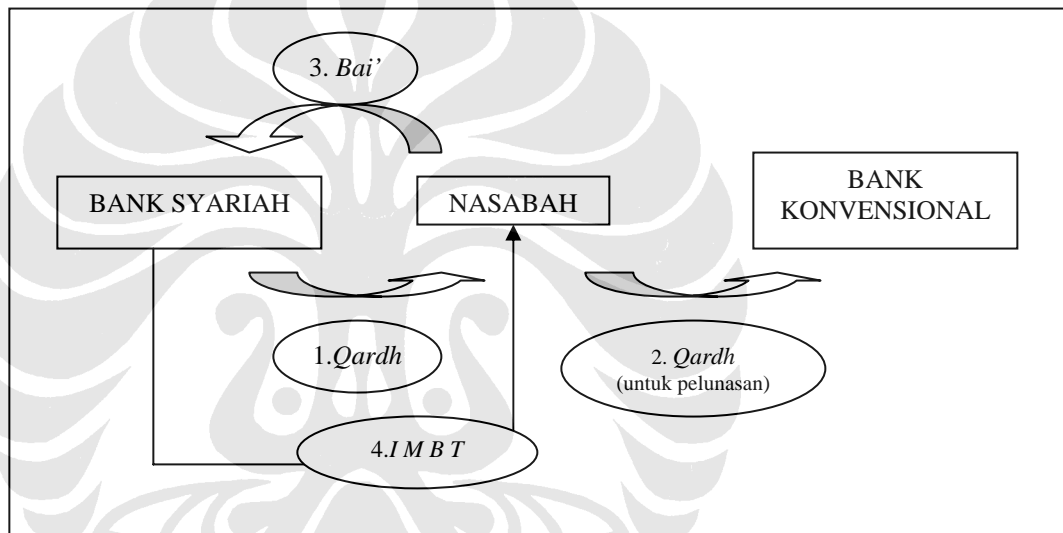 3. Bai’
BANK SYARIAH
NASABAH
BANK
KONVENSIONAL
1.Qardh
2. Qardh
(untuk pelunasan)
4.I M B T